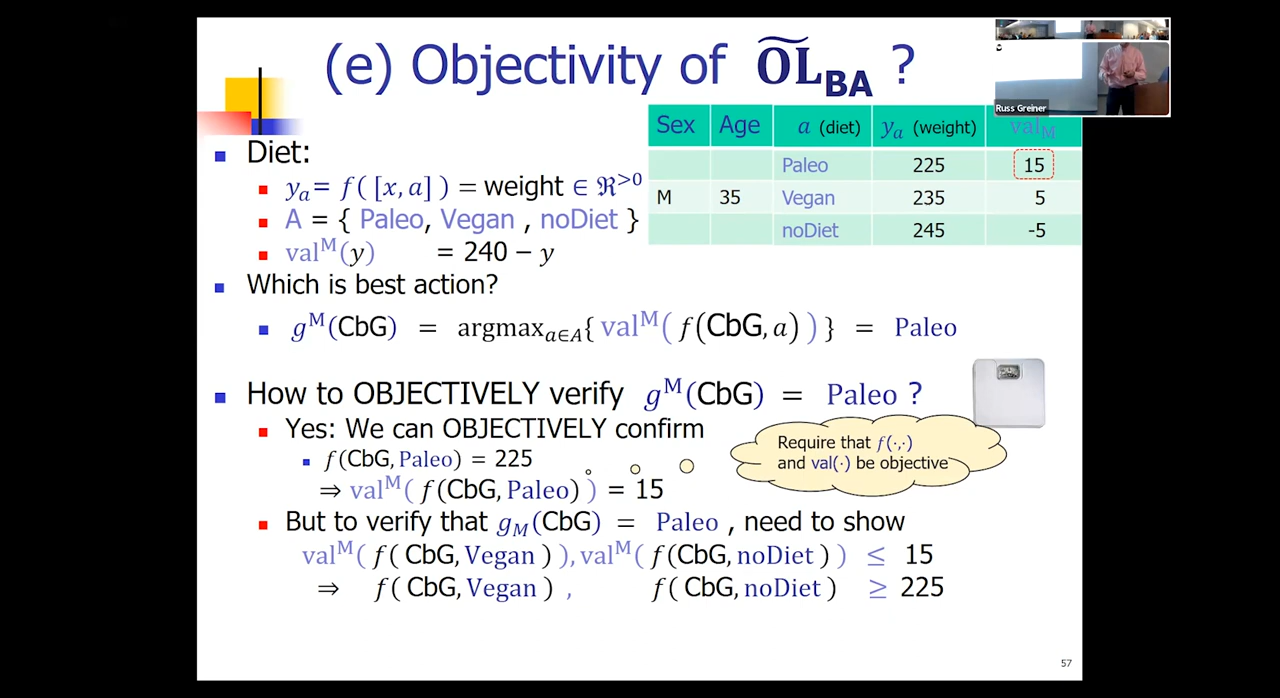 (e) Objectivity of O͠L_BA ?
Russ Greiner
Sex Age a (diet) y_a (weight) val_M
Paleo 225 15
M 35 Vegan 235 5
noDiet 245 -5
Diet:
y_a = f ( [x, a] ) = weight ∈ ℜ^>0
A = { Paleo, Vegan , noDiet }
val^M(y) = 240 − y
Which is best action?
g^M(CbG) = argmax_a∈A{ val^M( f(CbG, a) ) } = Paleo
How to OBJECTIVELY verify g^M(CbG) = Paleo ?
Yes: We can OBJECTIVELY confirm
f(CbG, Paleo) = 225
⇒ val^M( f(CbG, Paleo) ) = 15
Require that f(·,·)
and val(·) be objective
But to verify that g_M(CbG) = Paleo , need to show
val^M( f( CbG, Vegan) ), val^M( f( CbG, noDiet) ) ≤ 15
⇒ f( CbG, Vegan) , f( CbG, noDiet) ≥ 225
57